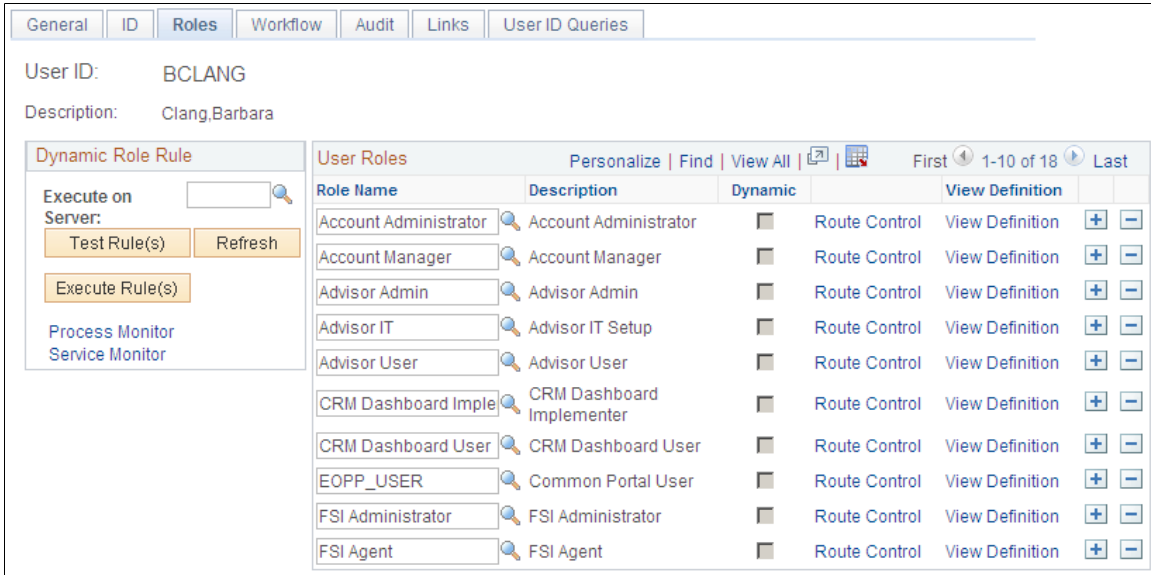 General ID Roles Workflow Audit Links User ID Queries
User ID: BCLANG
Description: Clang,Barbara
Dynamic Role Rule
Execute on
Server:
Test Rule(s) Refresh
Execute Rule(s)
Process Monitor
Service Monitor
User Roles Personalize | Find | View All | | First 1-10 of 18 Last
Role Name Description Dynamic View Definition
Account Administrator Account Administrator Route Control View Definition
Account Manager Account Manager Route Control View Definition
Advisor Admin Advisor Admin Route Control View Definition
Advisor IT Advisor IT Setup Route Control View Definition
Advisor User Advisor User Route Control View Definition
CRM Dashboard Imple CRM Dashboard Route Control View Definition
Implementer
CRM Dashboard User CRM Dashboard User Route Control View Definition
EOPP_USER Common Portal User Route Control View Definition
FSI Administrator FSI Administrator Route Control View Definition
FSI Agent FSI Agent Route Control View Definition